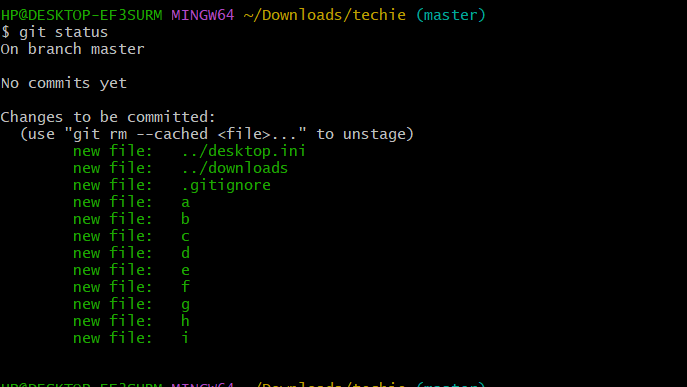 HP@DESKTOP-EF3SURM MINGW64 ~/Downloads/techie (master)
$ git status
On branch master
No commits yet
Changes to be committed:
(use "git rm --cached <file>..." to unstage)
new file: ../desktop.ini
new file: ../downloads
new file: .gitignore
new file: a
new file: b
new file: c
new file: d
new file: e
new file: f
new file: g
new file: h
new file: i
HP@DESKTOP-EF3SURM MINGW64 ~/Downloads/techie (master)